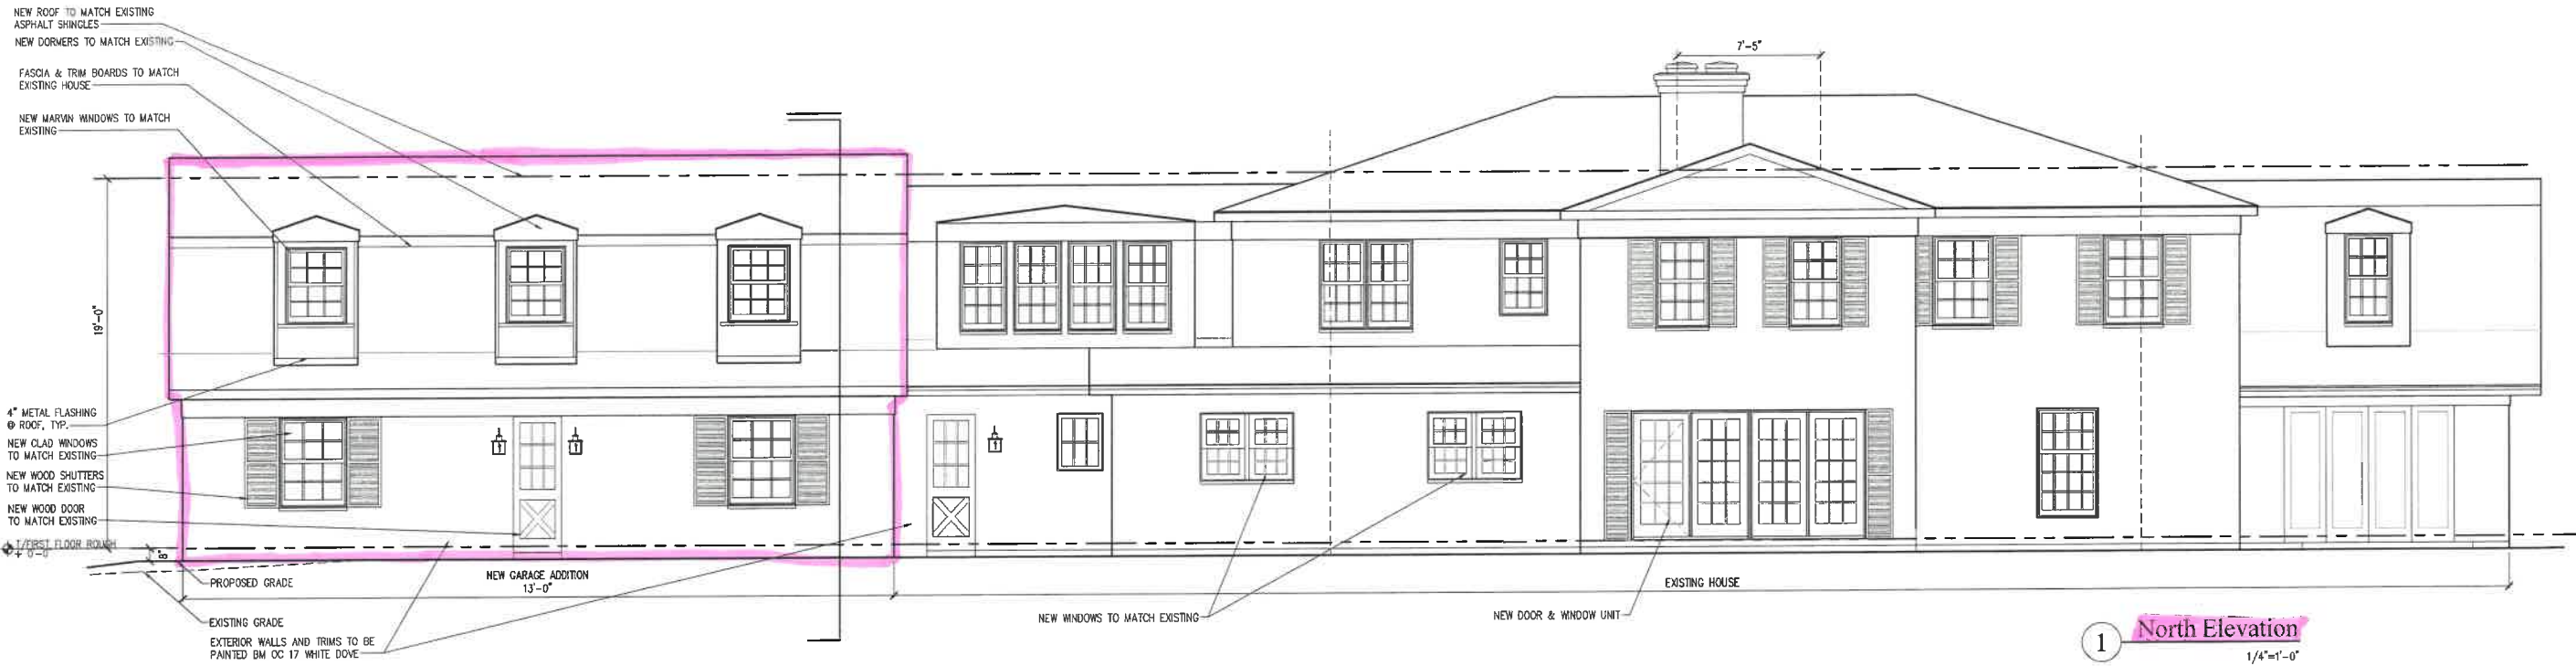 NEW ROOF TO MATCH EXISTING
ASPHALT SHINGLES
NEW DORMERS TO MATCH EXISTING
FASCIA & TRIM BOARDS TO MATCH
EXISTING HOUSE
NEW MARVIN WINDOWS TO MATCH
EXISTING
7'-5"
19'-0"
4" METAL FLASHING
@ ROOF, TYP.
NEW CLAD WINDOWS
TO MATCH EXISTING
NEW WOOD SHUTTERS
TO MATCH EXISTING
NEW WOOD DOOR
TO MATCH EXISTING
T/FIRST FLOOR ROUGH
+ 0'-0"
8"
PROPOSED GRADE
NEW GARAGE ADDITION
13'-0"
EXISTING HOUSE
EXISTING GRADE
EXTERIOR WALLS AND TRIMS TO BE
PAINTED BM OC 17 WHITE DOVE
NEW WINDOWS TO MATCH EXISTING
NEW DOOR & WINDOW UNIT
1 North Elevation
1/4"=1'-0"